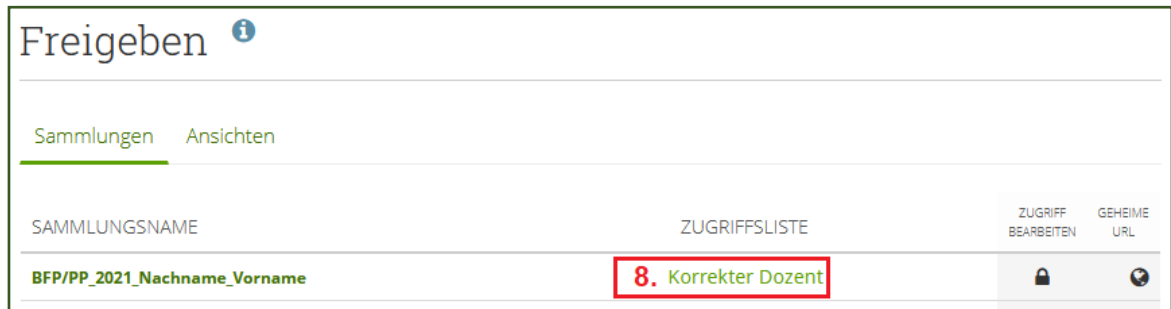 Freigeben
Sammlungen Ansichten
SAMMLUNGSNAME ZUGRIFFSLISTE ZUGRIFF BEARBEITEN GEHEIME URL
BFP/PP_2021_Nachname_Vorname 8. Korrekter Dozent